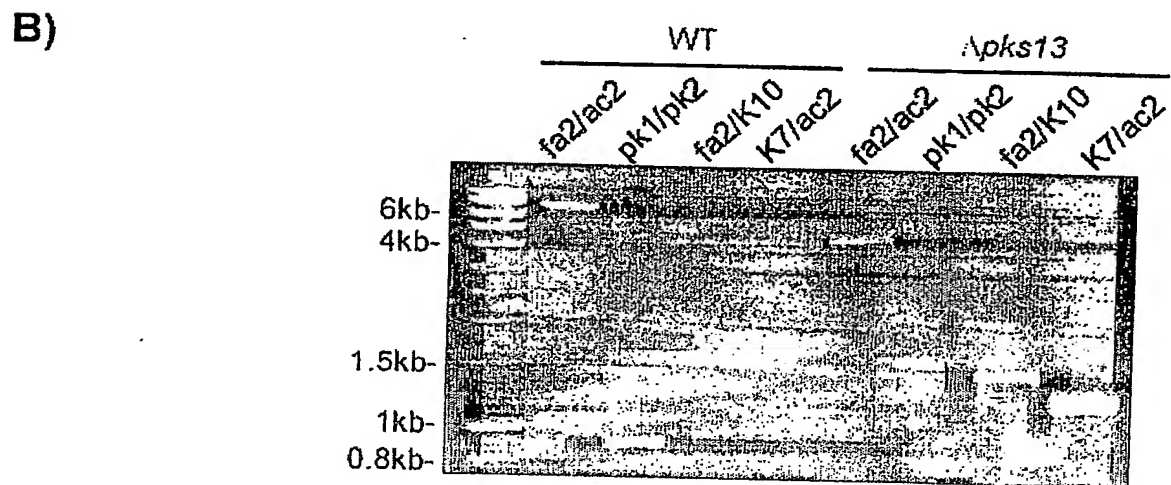 B)
WT Δpks13
fa2/ac2 pk1/pk2 fa2/K10 K7/ac2 fa2/ac2 pk1/pk2 fa2/K10 K7/ac2
6kb-
4kb-
1.5kb-
1kb-
0.8kb-